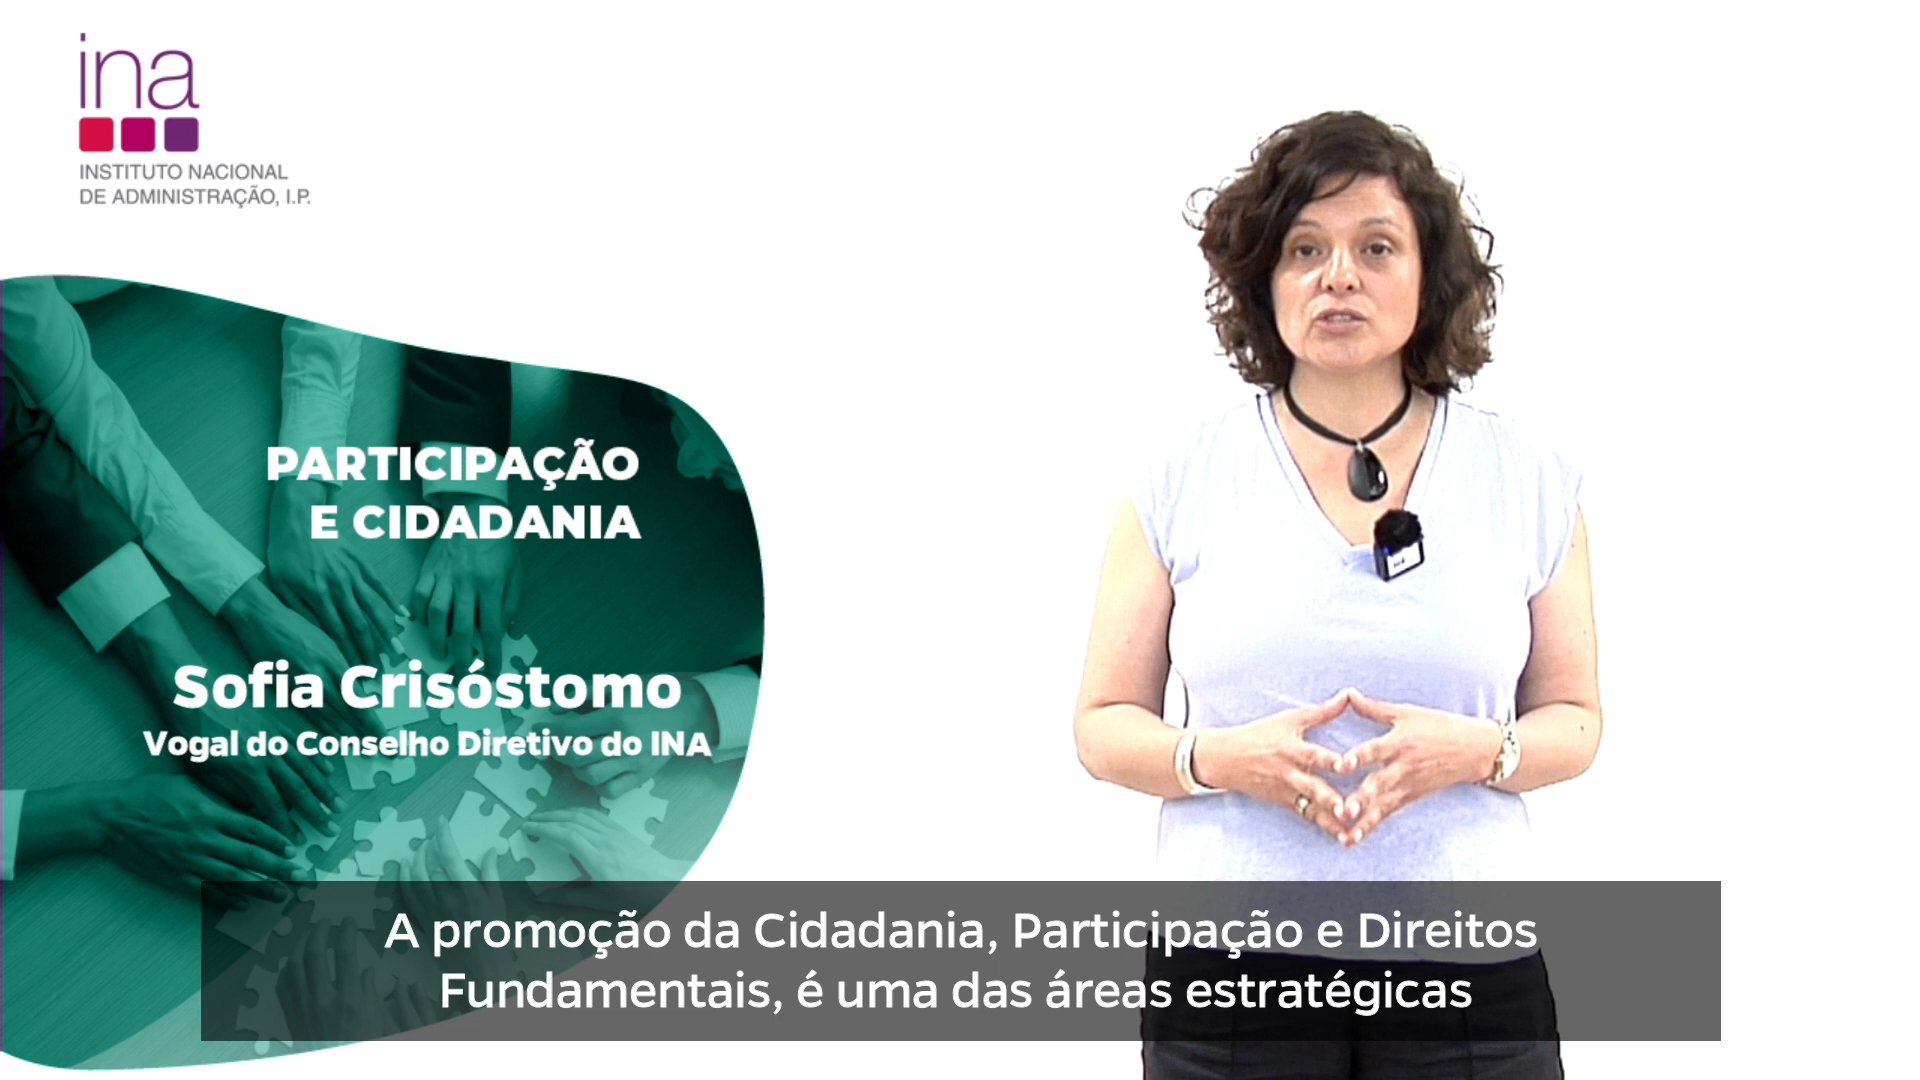 ina
INSTITUTO NACIONAL
DE ADMINISTRAÇÃO, I.P.
PARTICIPAÇÃO
E CIDADANIA
Sofia Crisóstomo
Vogal do Conselho Diretivo do INA
A promoção da Cidadania, Participação e Direitos
Fundamentais, é uma das áreas estratégicas